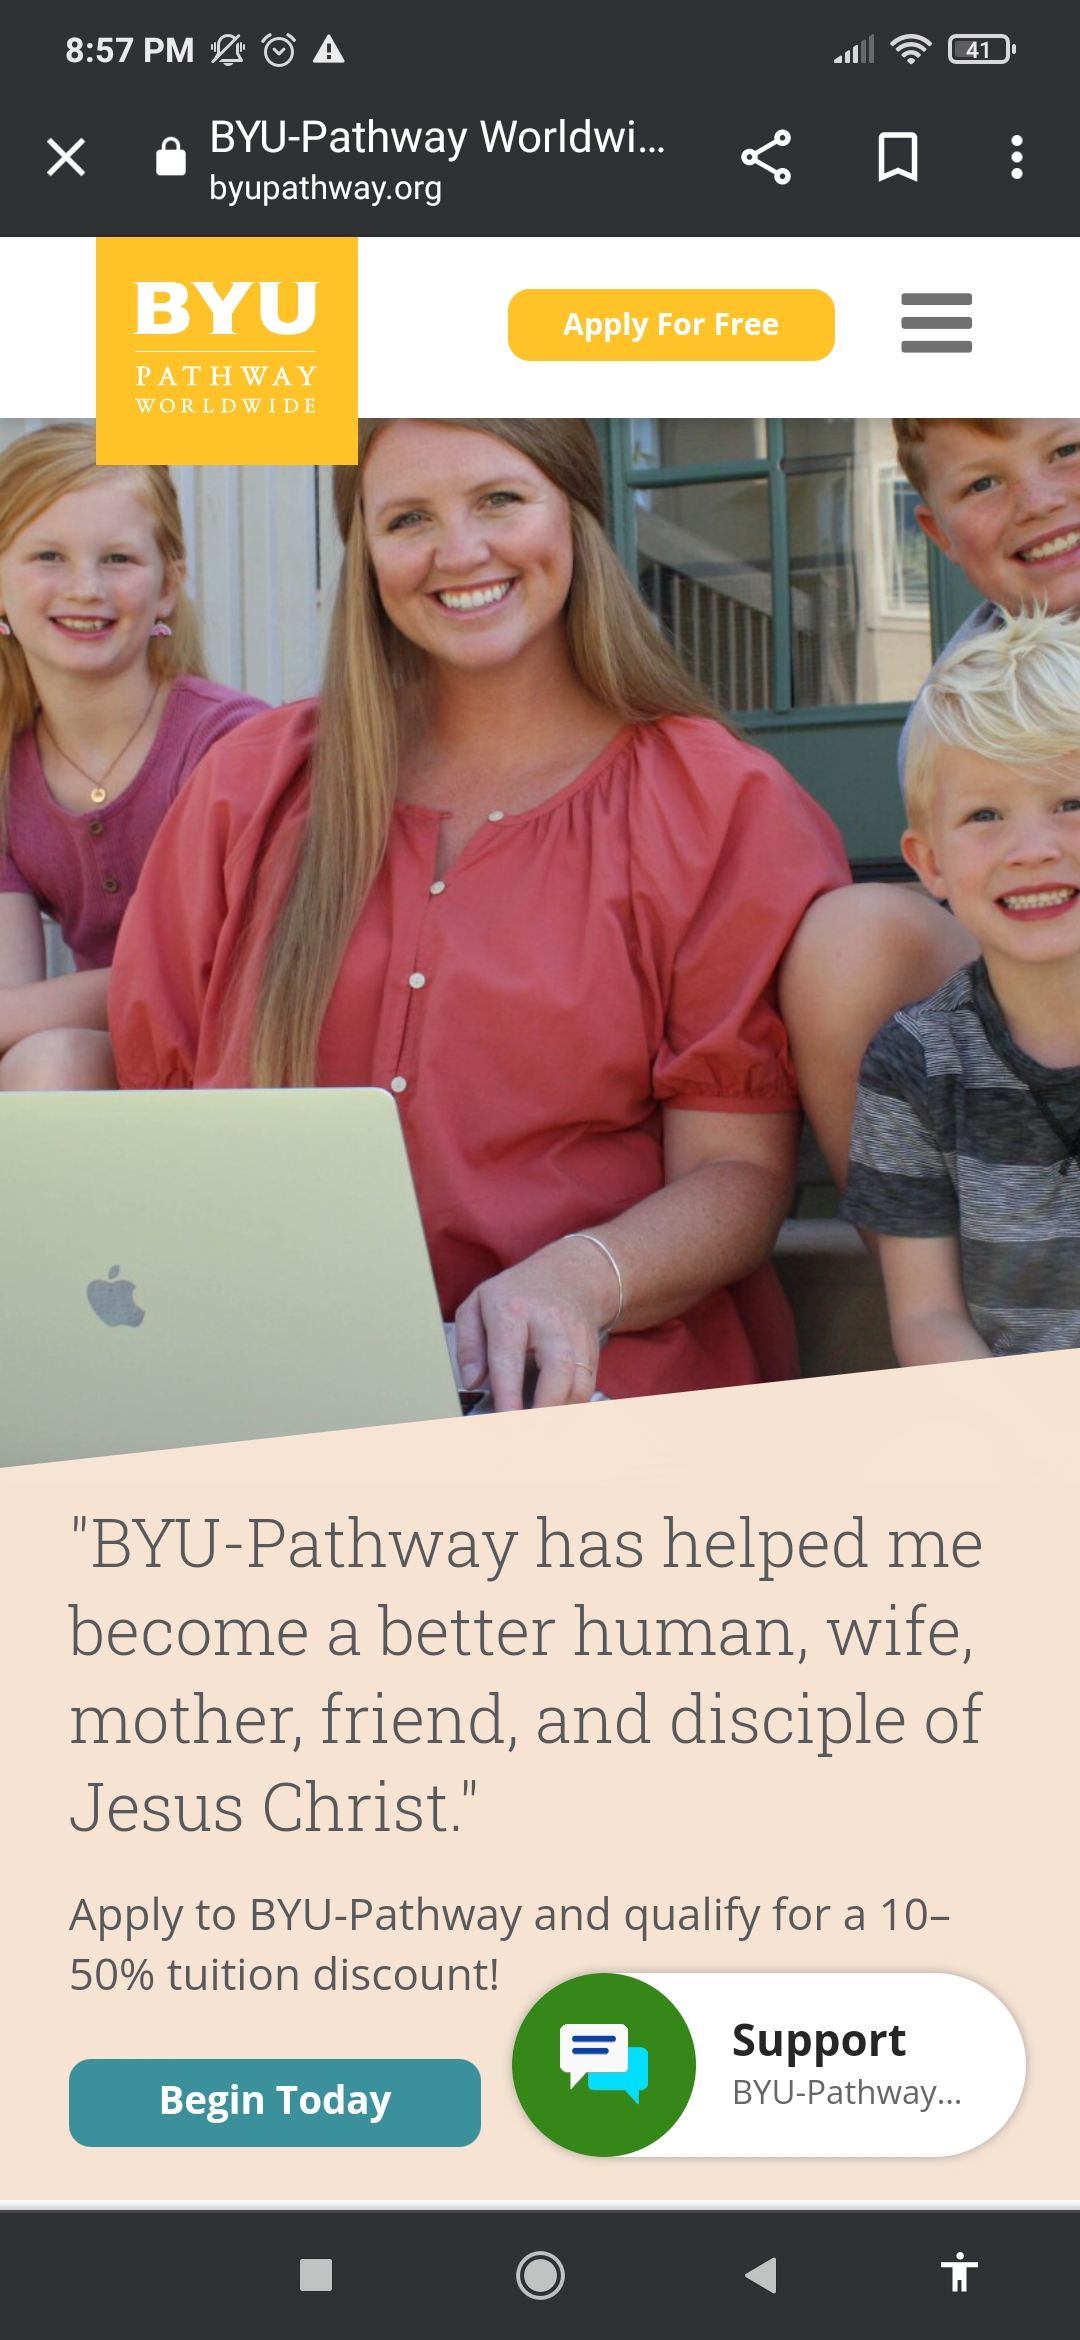 8:57 PM
41
BYU-Pathway Worldwi...
byupathway.org
BYU
PATHWAY
WORLDWIDE
Apply For Free
"BYU-Pathway has helped me
become a better human, wife,
mother, friend, and disciple of
Jesus Christ."
Apply to BYU-Pathway and qualify for a 10–
50% tuition discount!
Begin Today
Support
BYU-Pathway...